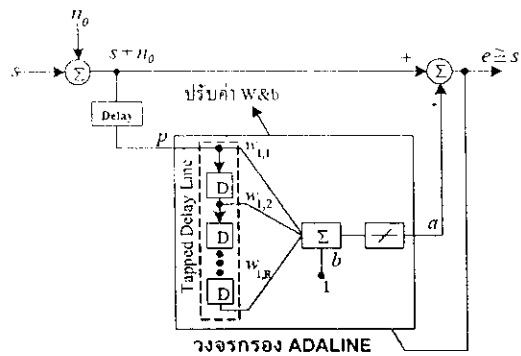 n₀
s
Σ
s+n₀
+
Σ
e ≅ s
-
ปรับค่า W&b
Delay
p
w₁,₁
D
w₁,₂
D
Σ
a
b
1
w₁,R
D
Tapped Delay Line
วงจรกรอง ADALINE